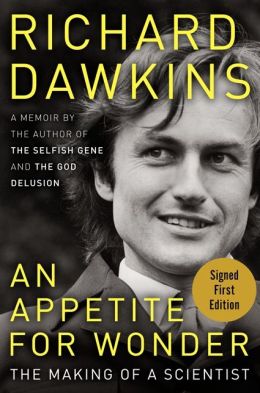 RICHARD
DAWKINS
A MEMOIR BY
THE AUTHOR OF
THE SELFISH GENE
AND THE GOD
DELUSION
Signed
First
Edition
AN
APPETITE
FOR WONDER
THE MAKING OF A SCIENTIST